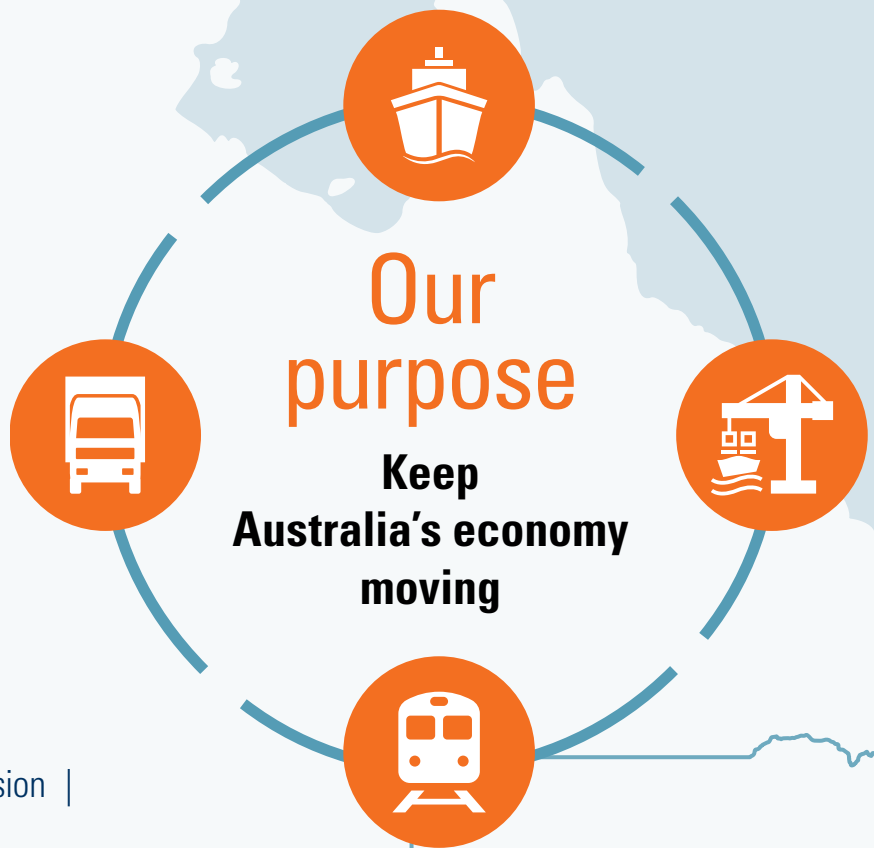 Our
purpose
Keep
Australia’s economy
moving
sion |